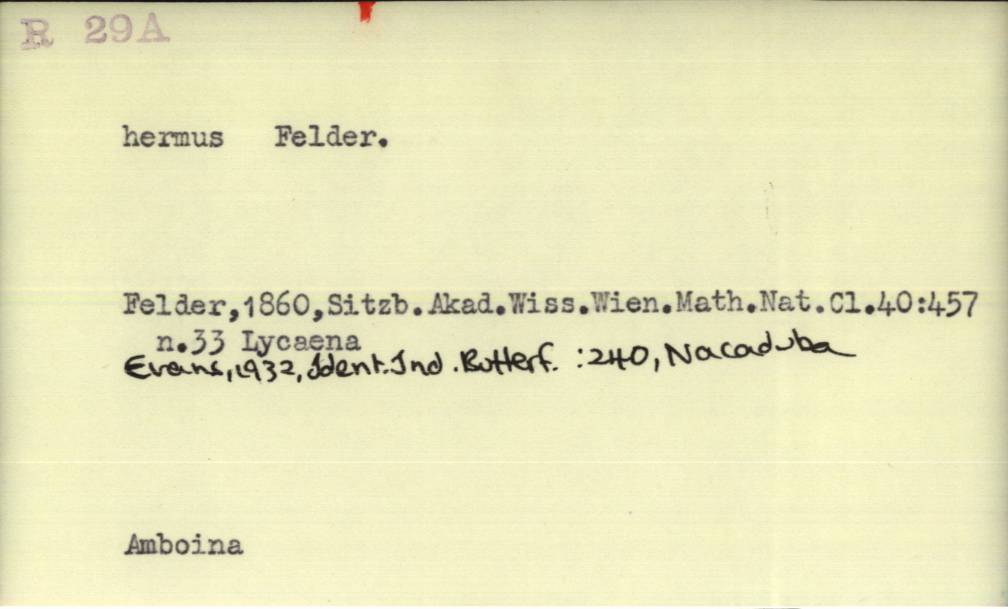 R 29A
hermus Felder.
Felder,1860,Sitzb.Akad.Wiss.Wien.Math.Nat.Cl.40:457
n.33 Lycaena
Evans,1932,Ident.Ind.Butterf.:240,Nacaduba
Amboina